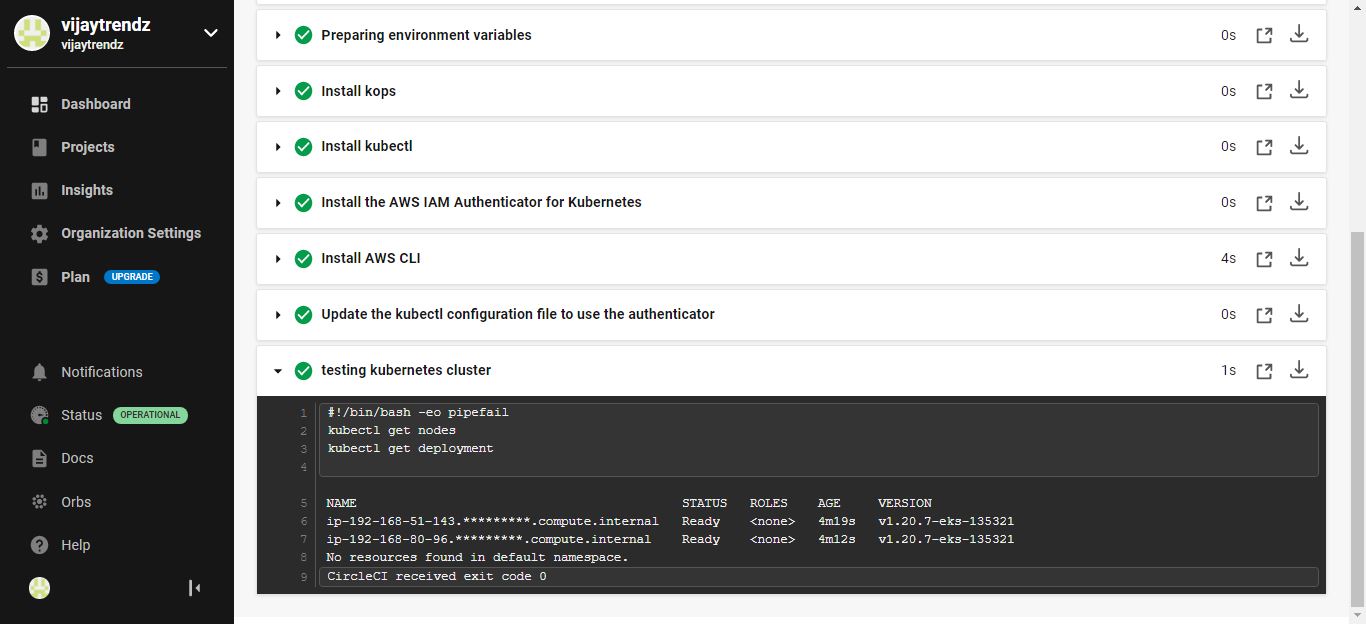 vijaytrendz
vijaytrendz
Dashboard
Projects
Insights
Organization Settings
Plan UPGRADE
Notifications
Status OPERATIONAL
Docs
Orbs
Help
Preparing environment variables 0s
Install kops 0s
Install kubectl 0s
Install the AWS IAM Authenticator for Kubernetes 0s
Install AWS CLI 4s
Update the kubectl configuration file to use the authenticator 0s
testing kubernetes cluster 1s
1 #!/bin/bash -eo pipefail
2 kubectl get nodes
3 kubectl get deployment
4
5 NAME STATUS ROLES AGE VERSION
6 ip-192-168-51-143.*********.compute.internal Ready <none> 4m19s v1.20.7-eks-135321
7 ip-192-168-80-96.*********.compute.internal Ready <none> 4m12s v1.20.7-eks-135321
8 No resources found in default namespace.
9 CircleCI received exit code 0